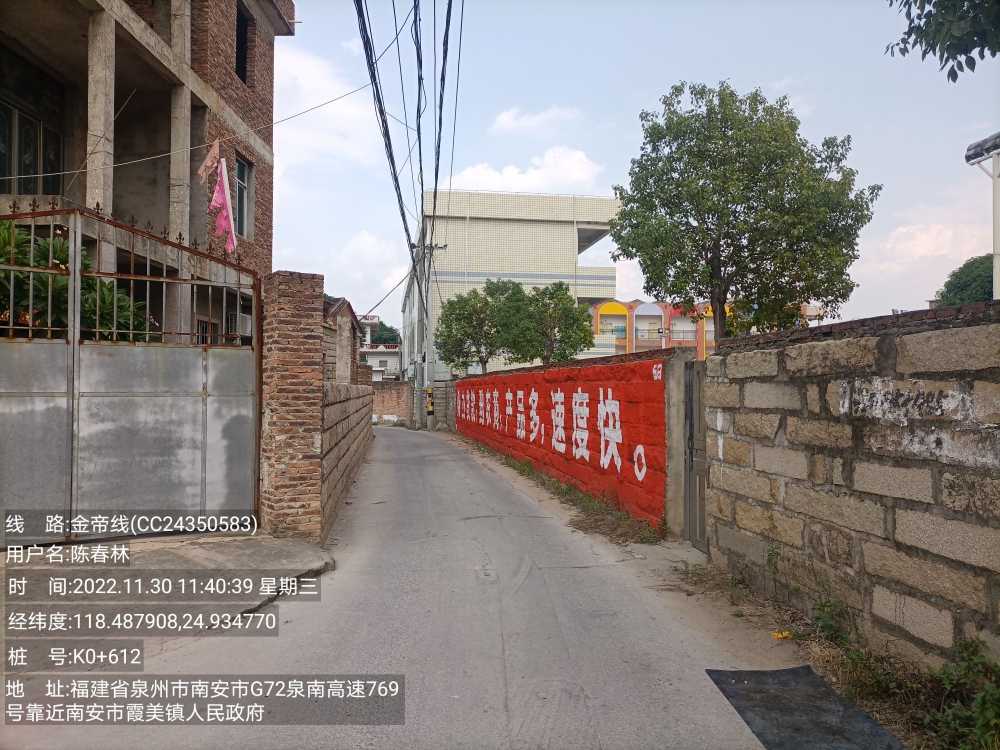 产品多,速度快。
线 路:金帝线(CC24350583)
用户名:陈春林
时 间:2022.11.30 11:40:39 星期三
经纬度:118.487908,24.934770
桩 号:K0+612
地 址:福建省泉州市南安市G72泉南高速769
号靠近南安市霞美镇人民政府